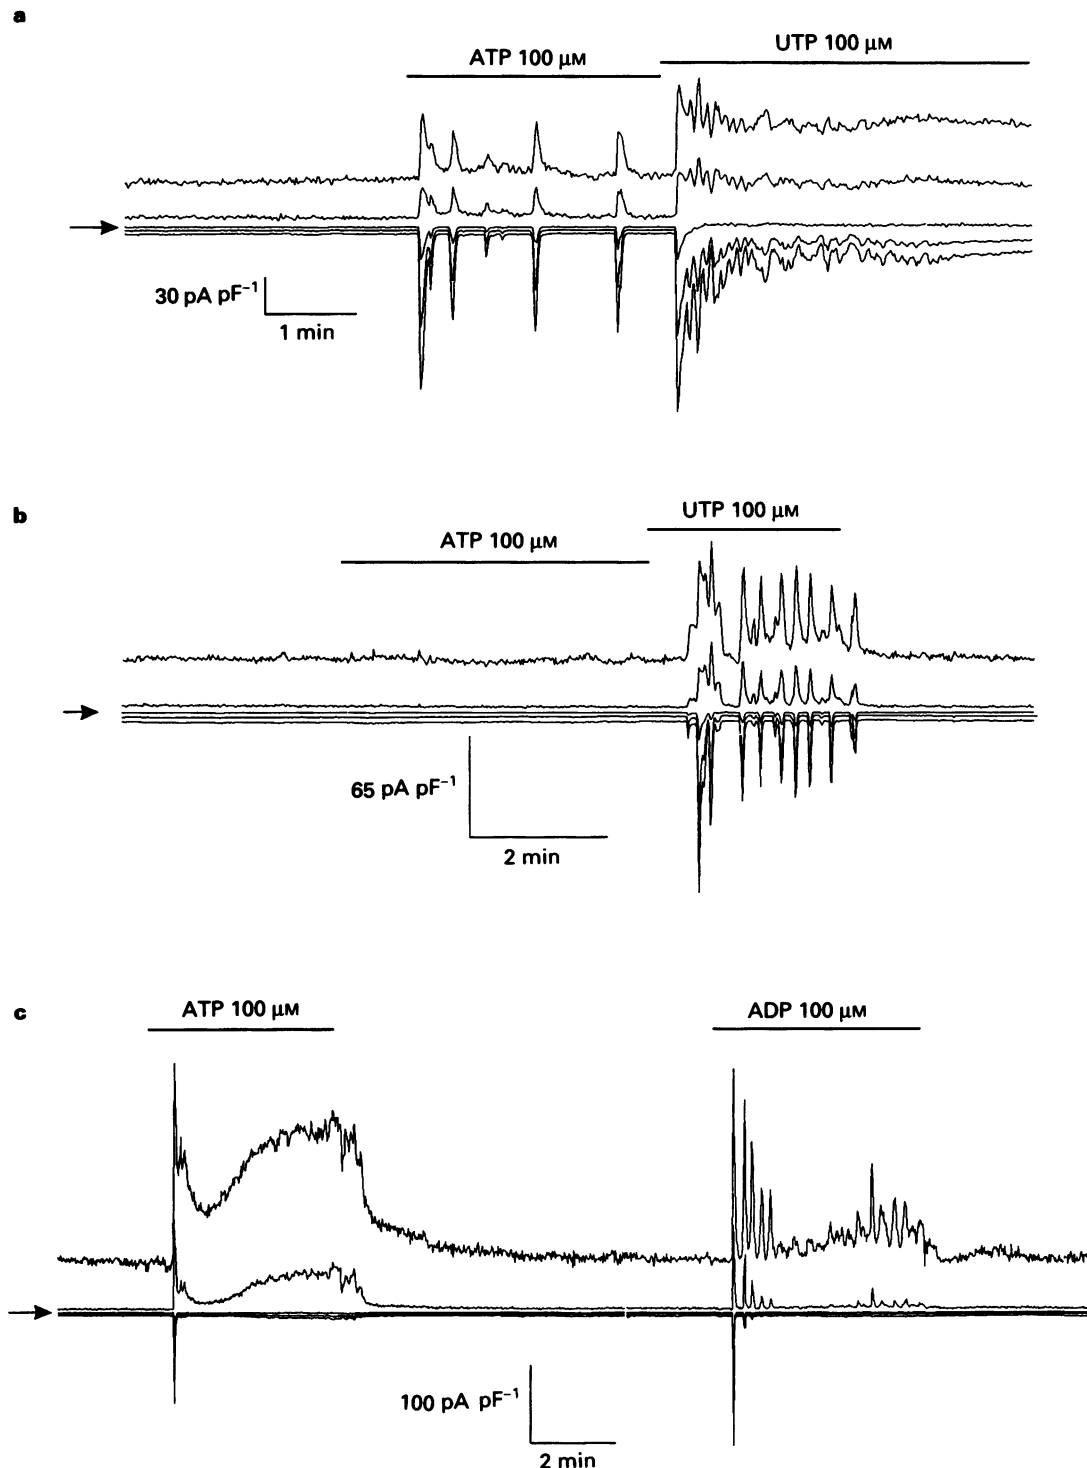 a
ATP 100 μM
UTP 100 μM
30 pA pF⁻¹
1 min
b
ATP 100 μM
UTP 100 μM
65 pA pF⁻¹
2 min
c
ATP 100 μM
ADP 100 μM
100 pA pF⁻¹
2 min